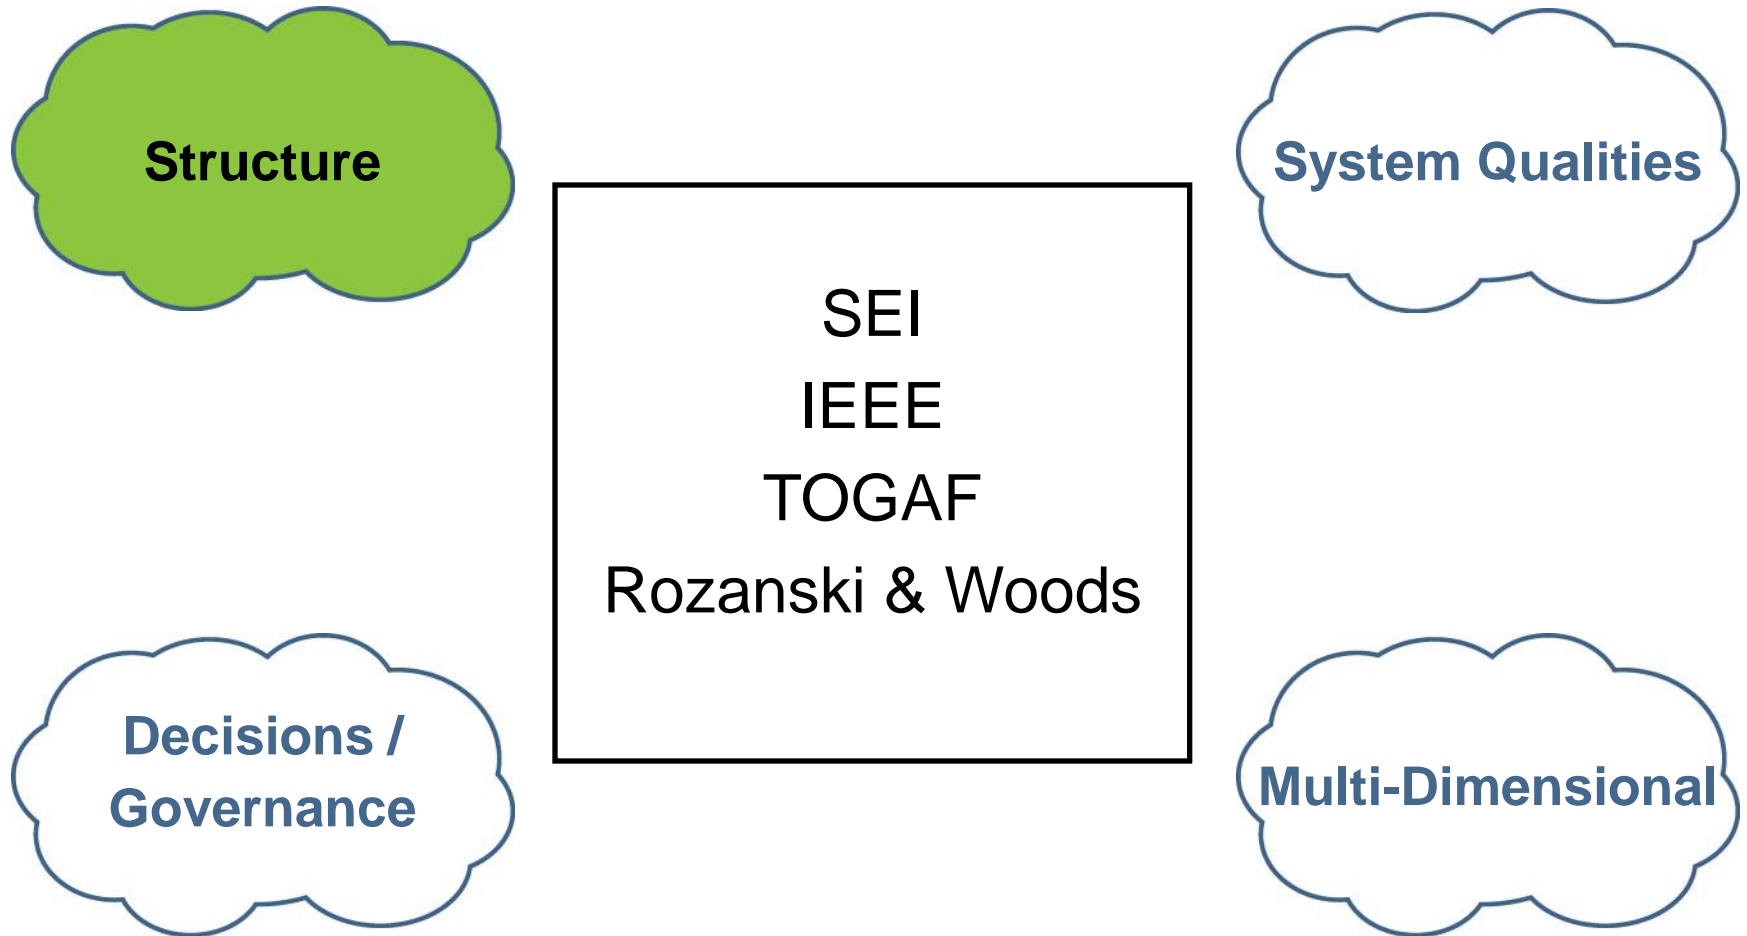 Structure
System Qualities
SEI
IEEE
TOGAF
Rozanski & Woods
Decisions /
Governance
Multi-Dimensional